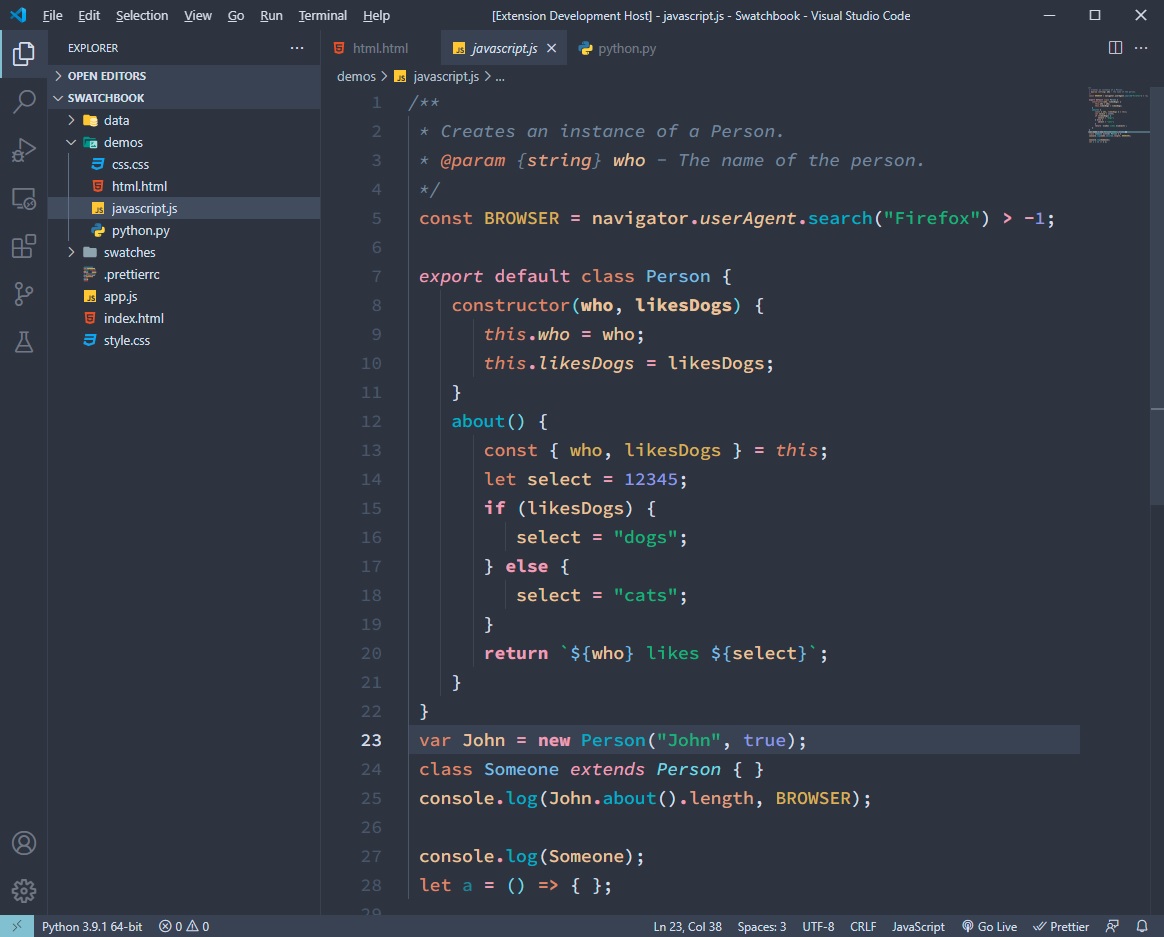 File Edit Selection View Go Run Terminal Help [Extension Development Host] - javascript.js - Swatchbook - Visual Studio Code
EXPLORER
OPEN EDITORS
SWATCHBOOK
data
demos
css.css
html.html
javascript.js
python.py
swatches
.prettierrc
app.js
index.html
style.css
html.html javascript.js python.py
demos > javascript.js > ...
1 /**
2 * Creates an instance of a Person.
3 * @param {string} who - The name of the person.
4 */
5 const BROWSER = navigator.userAgent.search("Firefox") > -1;
6
7 export default class Person {
8 constructor(who, likesDogs) {
9 this.who = who;
10 this.likesDogs = likesDogs;
11 }
12 about() {
13 const { who, likesDogs } = this;
14 let select = 12345;
15 if (likesDogs) {
16 select = "dogs";
17 } else {
18 select = "cats";
19 }
20 return `${who} likes ${select}`;
21 }
22 }
23 var John = new Person("John", true);
24 class Someone extends Person { }
25 console.log(John.about().length, BROWSER);
26
27 console.log(Someone);
28 let a = () => { };
29
Python 3.9.1 64-bit 0 0 Ln 23, Col 38 Spaces: 3 UTF-8 CRLF JavaScript Go Live Prettier